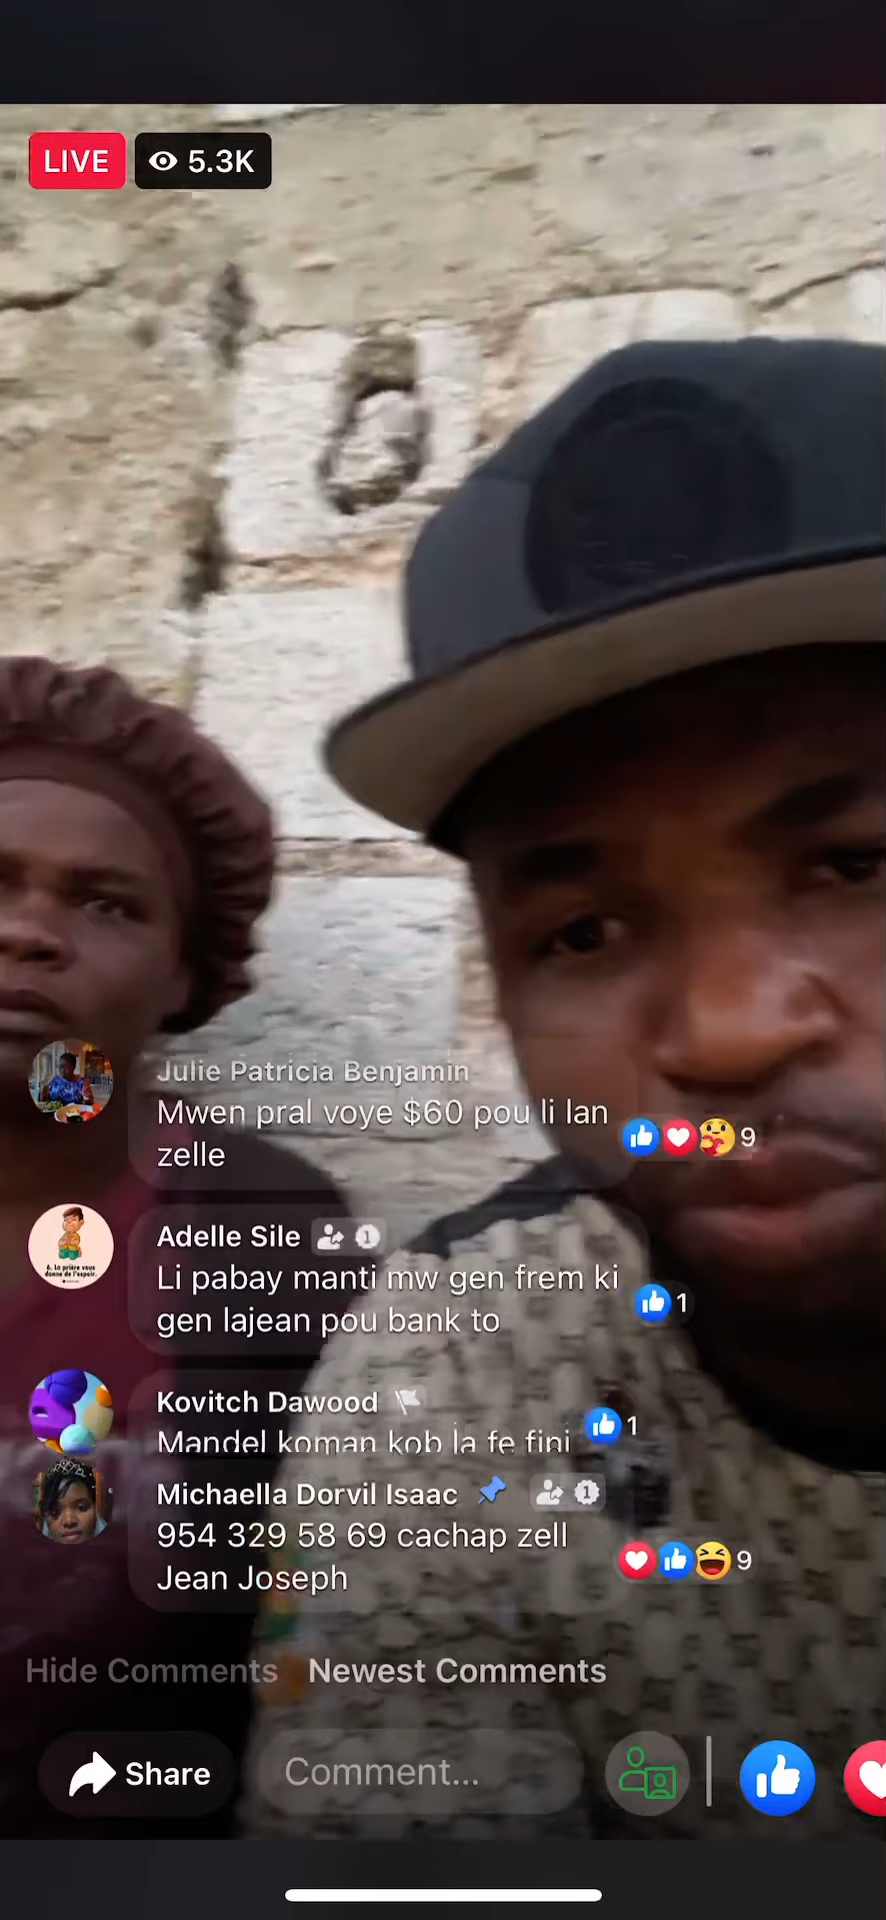 LIVE 5.3K
Julie Patricia Benjamin
Mwen pral voye $60 pou li lan
zelle
9
Adelle Sile 1
Li pabay manti mw gen frem ki
gen lajean pou bank to
1
Kovitch Dawood
Mandel koman kob la fe fini
1
Michaella Dorvil Isaac 1
954 329 58 69 cachap zell
Jean Joseph
9
Hide Comments Newest Comments
Share Comment...